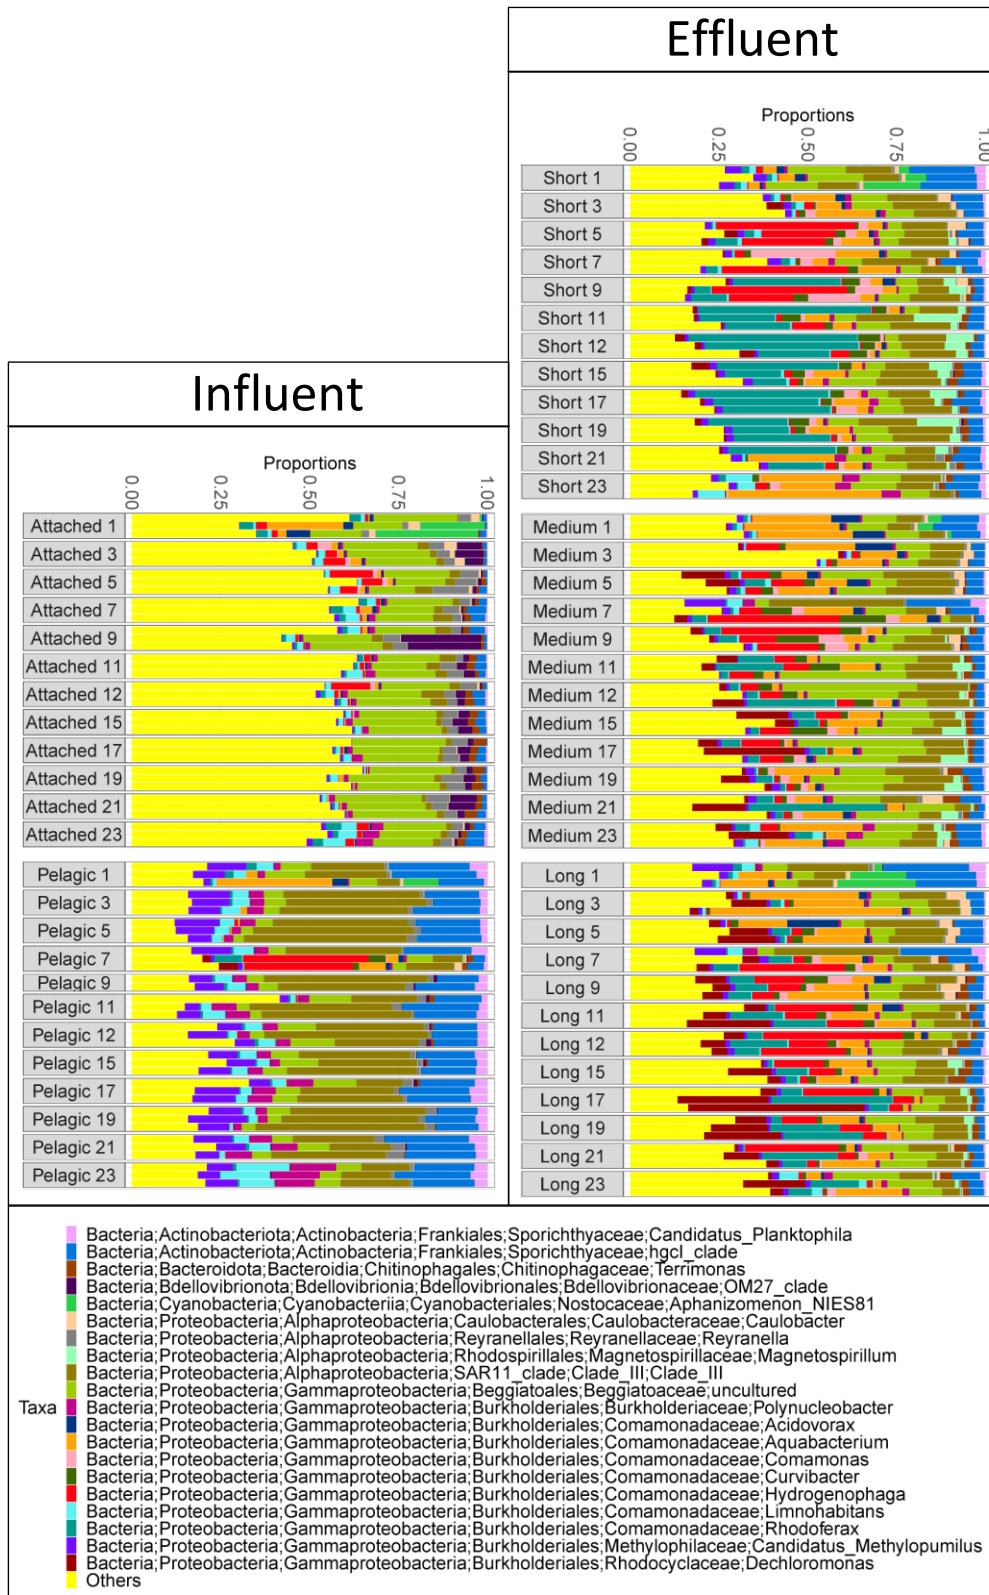 Effluent
Proportions
0.00 0.25 0.50 0.75 1.00
Short 1
Short 3
Short 5
Short 7
Short 9
Short 11
Short 12
Short 15
Short 17
Short 19
Short 21
Short 23
Medium 1
Medium 3
Medium 5
Medium 7
Medium 9
Medium 11
Medium 12
Medium 15
Medium 17
Medium 19
Medium 21
Medium 23
Long 1
Long 3
Long 5
Long 7
Long 9
Long 11
Long 12
Long 15
Long 17
Long 19
Long 21
Long 23
Influent
Proportions
0.00 0.25 0.50 0.75 1.00
Attached 1
Attached 3
Attached 5
Attached 7
Attached 9
Attached 11
Attached 12
Attached 15
Attached 17
Attached 19
Attached 21
Attached 23
Pelagic 1
Pelagic 3
Pelagic 5
Pelagic 7
Pelagic 9
Pelagic 11
Pelagic 12
Pelagic 15
Pelagic 17
Pelagic 19
Pelagic 21
Pelagic 23
Taxa
Bacteria;Actinobacteriota;Actinobacteria;Frankiales;Sporichthyaceae;Candidatus_Planktophila
Bacteria;Actinobacteriota;Actinobacteria;Frankiales;Sporichthyaceae;hgcI_clade
Bacteria;Bacteroidota;Bacteroidia;Chitinophagales;Chitinophagaceae;Terrimonas
Bacteria;Bdellovibrionota;Bdellovibrionia;Bdellovibrionales;Bdellovibrionaceae;OM27_clade
Bacteria;Cyanobacteria;Cyanobacteriia;Cyanobacteriales;Nostocaceae;Aphanizomenon_NIES81
Bacteria;Proteobacteria;Alphaproteobacteria;Caulobacterales;Caulobacteraceae;Caulobacter
Bacteria;Proteobacteria;Alphaproteobacteria;Reyranellales;Reyranellaceae;Reyranella
Bacteria;Proteobacteria;Alphaproteobacteria;Rhodospirillales;Magnetospirillaceae;Magnetospirillum
Bacteria;Proteobacteria;Alphaproteobacteria;SAR11_clade;Clade_III;Clade_III
Bacteria;Proteobacteria;Gammaproteobacteria;Beggiatoales;Beggiatoaceae;uncultured
Bacteria;Proteobacteria;Gammaproteobacteria;Burkholderiales;Burkholderiaceae;Polynucleobacter
Bacteria;Proteobacteria;Gammaproteobacteria;Burkholderiales;Comamonadaceae;Acidovorax
Bacteria;Proteobacteria;Gammaproteobacteria;Burkholderiales;Comamonadaceae;Aquabacterium
Bacteria;Proteobacteria;Gammaproteobacteria;Burkholderiales;Comamonadaceae;Comamonas
Bacteria;Proteobacteria;Gammaproteobacteria;Burkholderiales;Comamonadaceae;Curvibacter
Bacteria;Proteobacteria;Gammaproteobacteria;Burkholderiales;Comamonadaceae;Hydrogenophaga
Bacteria;Proteobacteria;Gammaproteobacteria;Burkholderiales;Comamonadaceae;Limnohabitans
Bacteria;Proteobacteria;Gammaproteobacteria;Burkholderiales;Comamonadaceae;Rhodoferax
Bacteria;Proteobacteria;Gammaproteobacteria;Burkholderiales;Methylophilaceae;Candidatus_Methylopumilus
Bacteria;Proteobacteria;Gammaproteobacteria;Burkholderiales;Rhodocyclaceae;Dechloromonas
Others